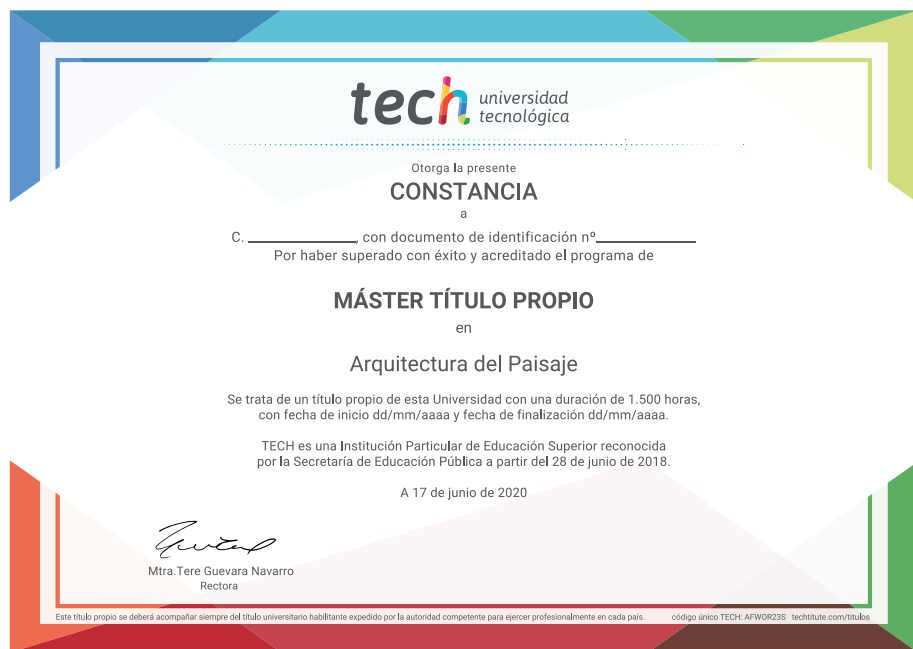 tech universidad
tecnológica
Otorga la presente
CONSTANCIA
a
C. ____________, con documento de identificación nº____________
Por haber superado con éxito y acreditado el programa de
MÁSTER TÍTULO PROPIO
en
Arquitectura del Paisaje
Se trata de un título propio de esta Universidad con una duración de 1.500 horas,
con fecha de inicio dd/mm/aaaa y fecha de finalización dd/mm/aaaa.
TECH es una Institución Particular de Educación Superior reconocida
por la Secretaría de Educación Pública a partir del 28 de junio de 2018.
A 17 de junio de 2020
Mtra.Tere Guevara Navarro
Rectora
Este título propio se deberá acompañar siempre del título universitario habilitante expedido por la autoridad competente para ejercer profesionalmente en cada país. código único TECH: AFWOR23S techtitute.com/titulos